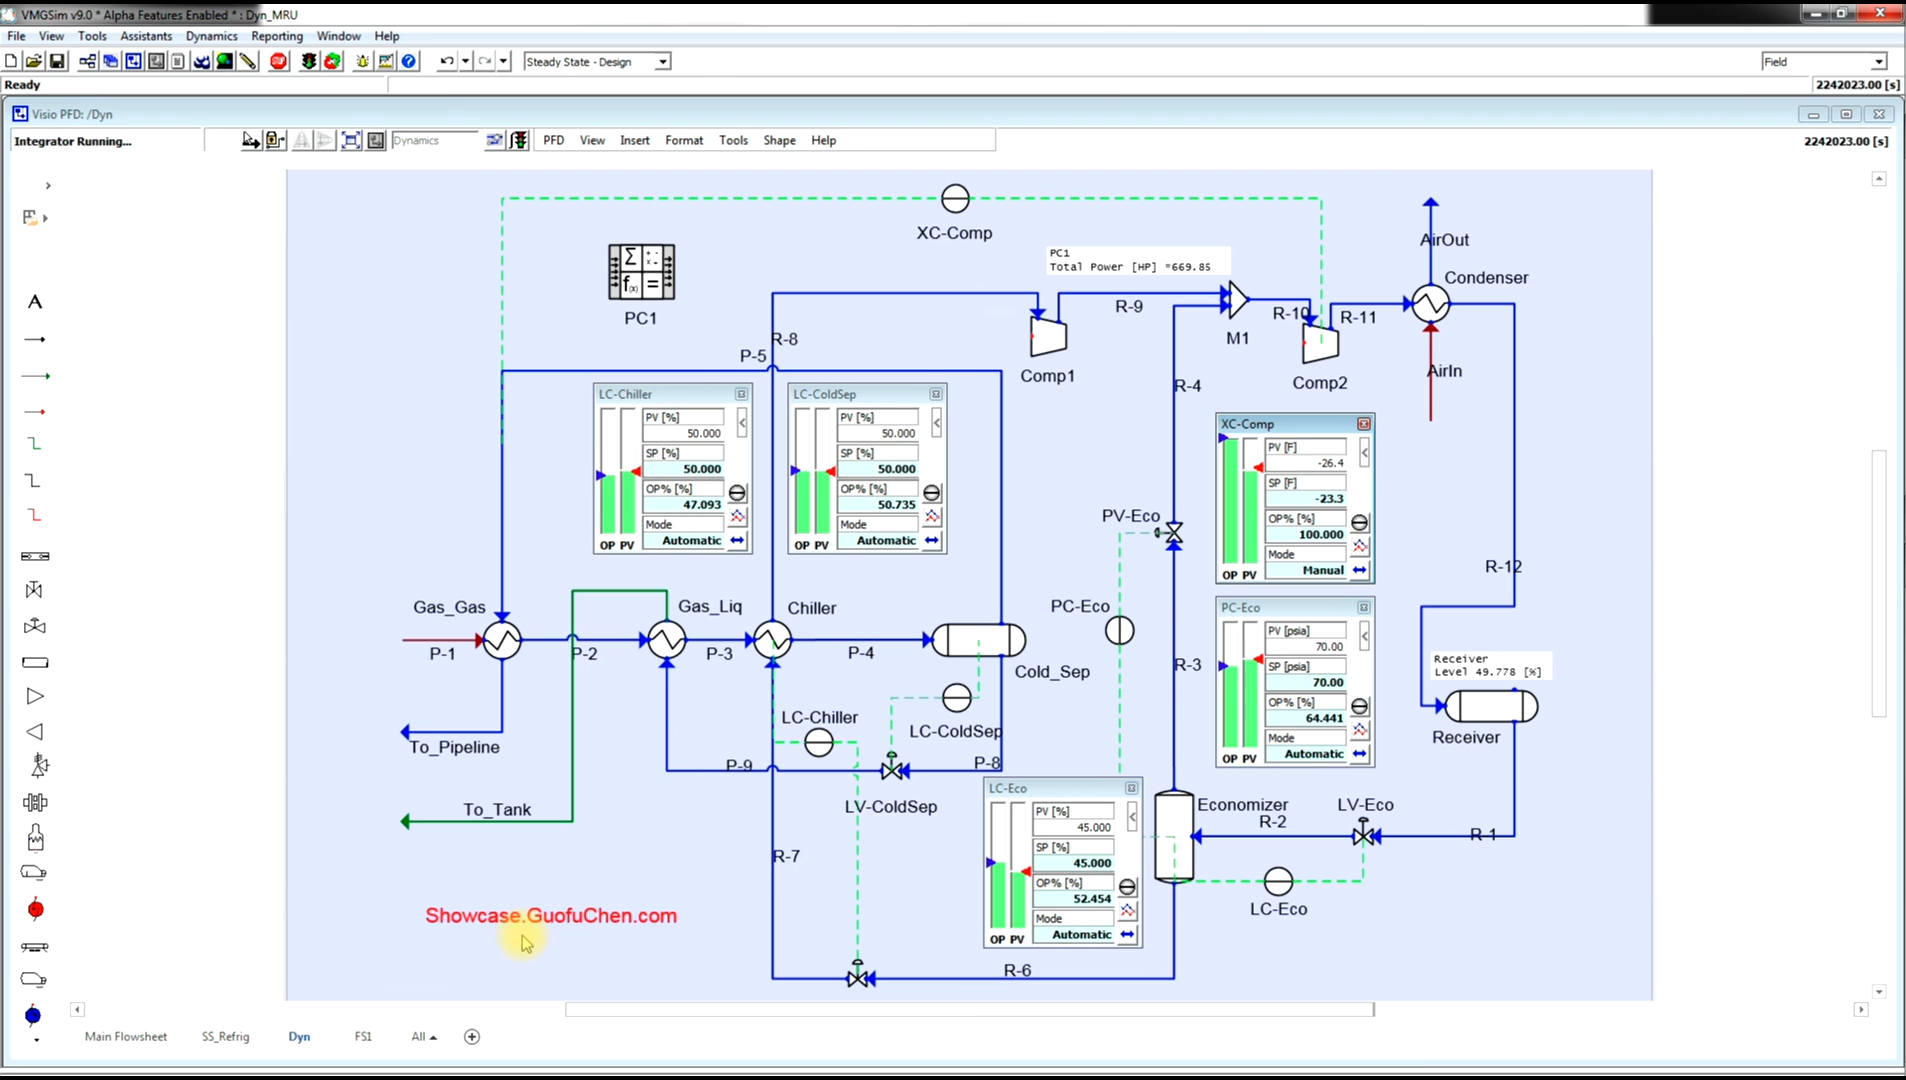 VMGSim v9.0 * Alpha Features Enabled * : Dyn_MRU
File View Tools Assistants Dynamics Reporting Window Help
STOP
Steady State - Design
Field
Ready
2242023.00 [s]
Visio PFD: /Dyn
Integrator Running...
Dynamics
PFD View Insert Format Tools Shape Help
2242023.00 [s]
XC-Comp
AirOut
PC1
Total Power [HP] =669.85
Condenser
Σ
f(x) =
PC1
R-9
R-10
R-11
M1
R-8
P-5
Comp1
Comp2
AirIn
R-4
LC-Chiller
PV [%]
50.000
SP [%]
50.000
OP% [%]
47.093
Mode
Automatic
OP PV
LC-ColdSep
PV [%]
50.000
SP [%]
50.000
OP% [%]
50.735
Mode
Automatic
OP PV
XC-Comp
PV [F]
-26.4
SP [F]
-23.3
OP% [%]
100.000
Mode
Manual
OP PV
PV-Eco
R-12
Gas_Gas
Gas_Liq
Chiller
PC-Eco
PC-Eco
PV [psia]
70.00
SP [psia]
70.00
OP% [%]
64.441
Mode
Automatic
OP PV
P-1
P-2
P-3
P-4
Cold_Sep
R-3
Receiver
Level 49.778 [%]
LC-Chiller
LC-ColdSep
Receiver
To_Pipeline
P-9
P-8
LV-ColdSep
To_Tank
LC-Eco
PV [%]
45.000
SP [%]
45.000
OP% [%]
52.454
Mode
Automatic
OP PV
Economizer
LV-Eco
R-2
R-1
R-7
LC-Eco
Showcase.GuofuChen.com
R-6
A
Main Flowsheet SS_Refrig Dyn FS1 All